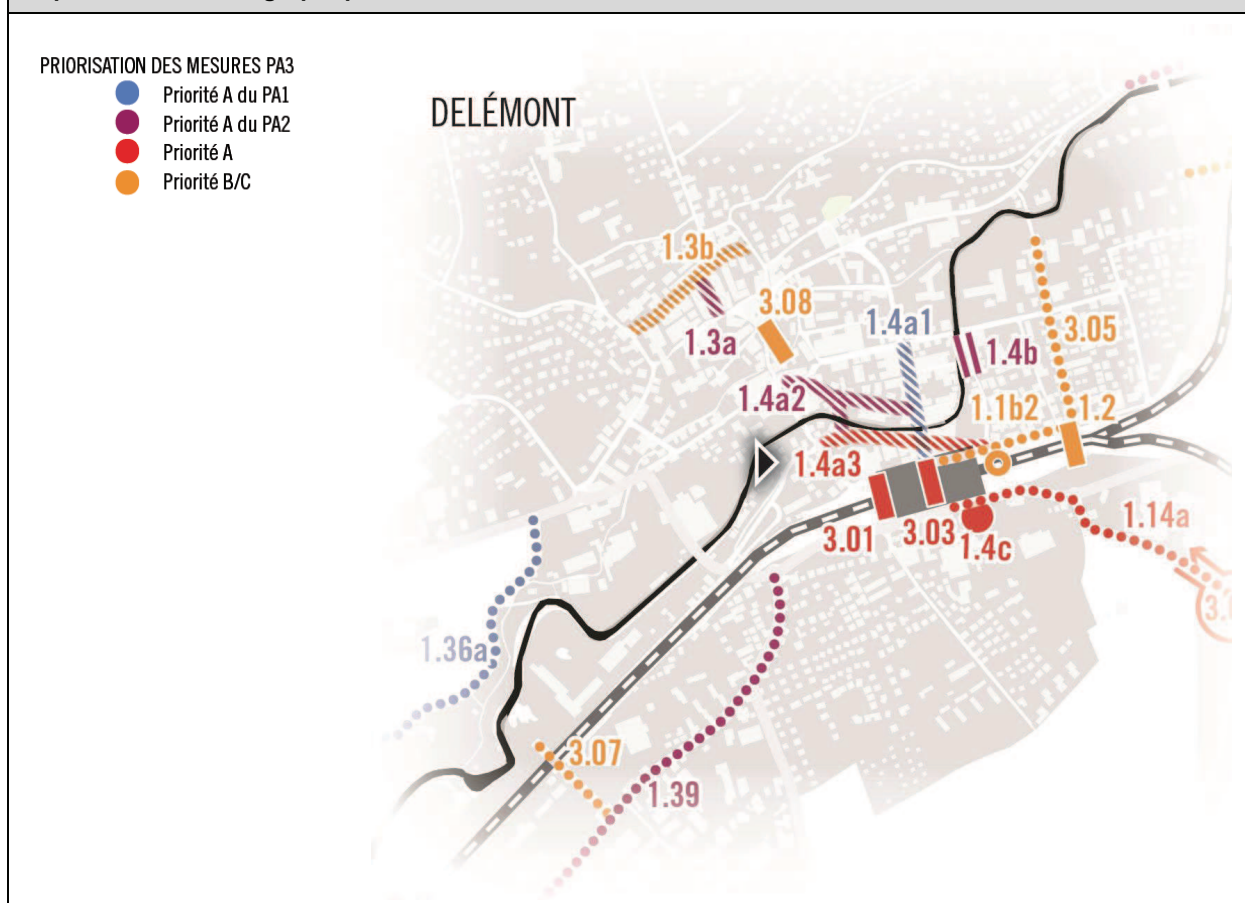 PRIORISATION DES MESURES PA3
Priorité A du PA1
Priorité A du PA2
Priorité A
Priorité B/C
DELÉMONT
1.3b
3.08
1.3a
1.4a1
1.4b
3.05
1.4a2
1.1b2
1.2
1.4a3
3.01
3.03
1.4c
1.14a
1.36a
3.07
1.39